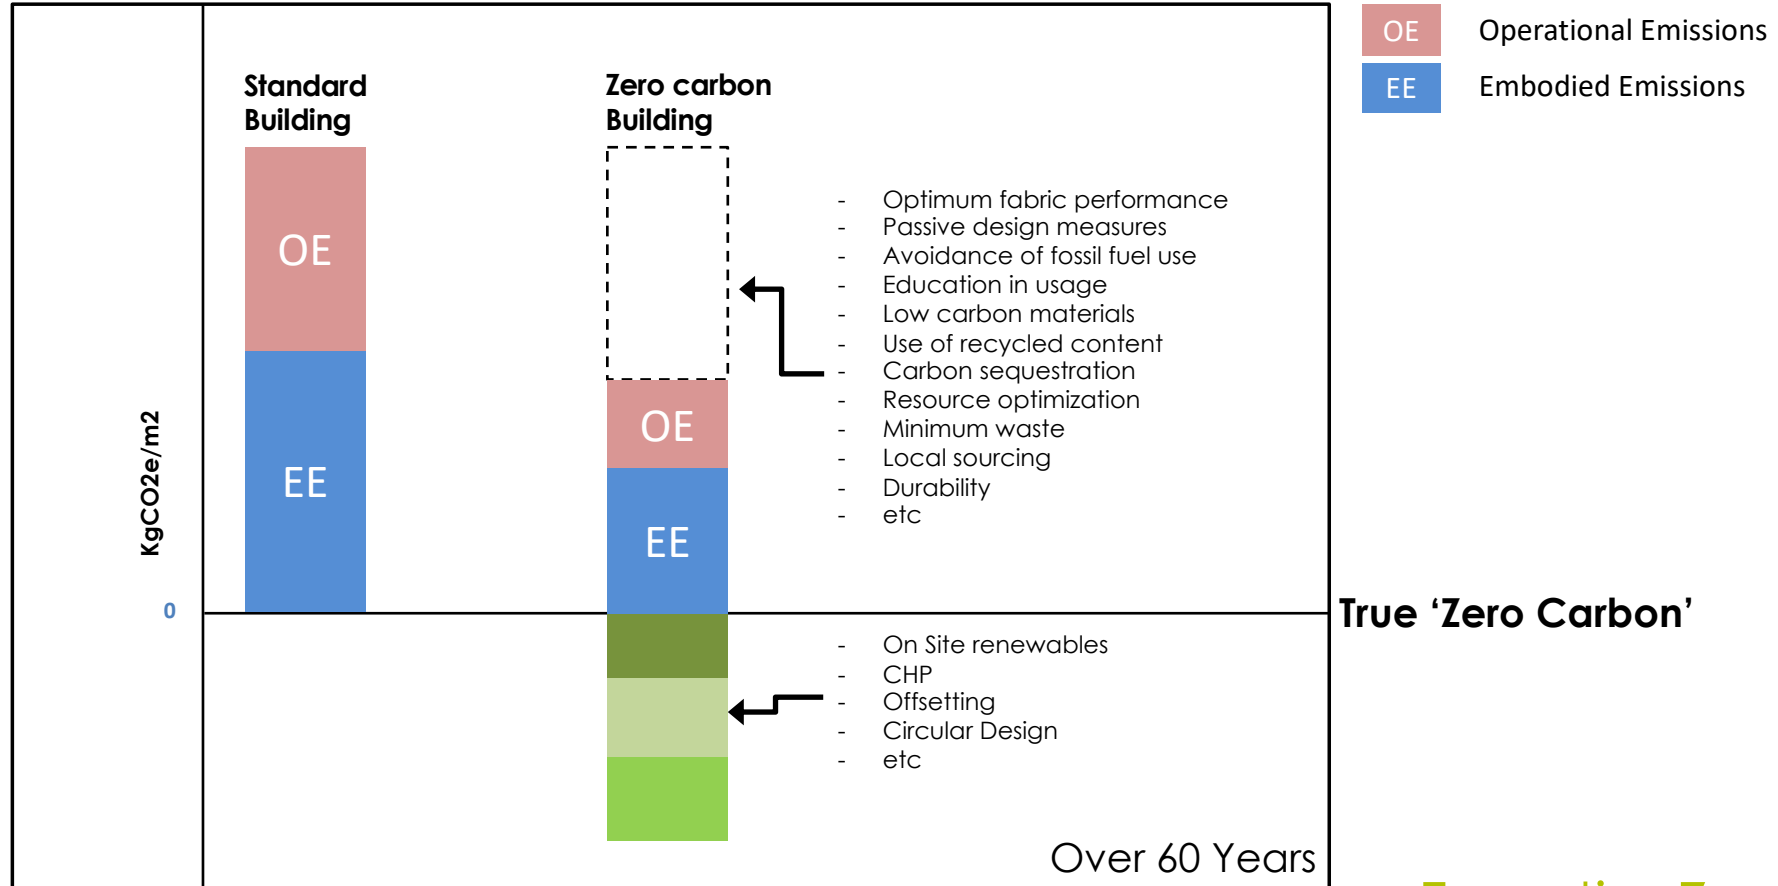 OE Operational Emissions
EE Embodied Emissions
Standard
Building
Zero carbon
Building
OE
EE
OE
EE
- Optimum fabric performance
- Passive design measures
- Avoidance of fossil fuel use
- Education in usage
- Low carbon materials
- Use of recycled content
- Carbon sequestration
- Resource optimization
- Minimum waste
- Local sourcing
- Durability
- etc
KgCO2e/m2
0
True ‘Zero Carbon’
- On Site renewables
- CHP
- Offsetting
- Circular Design
- etc
Over 60 Years